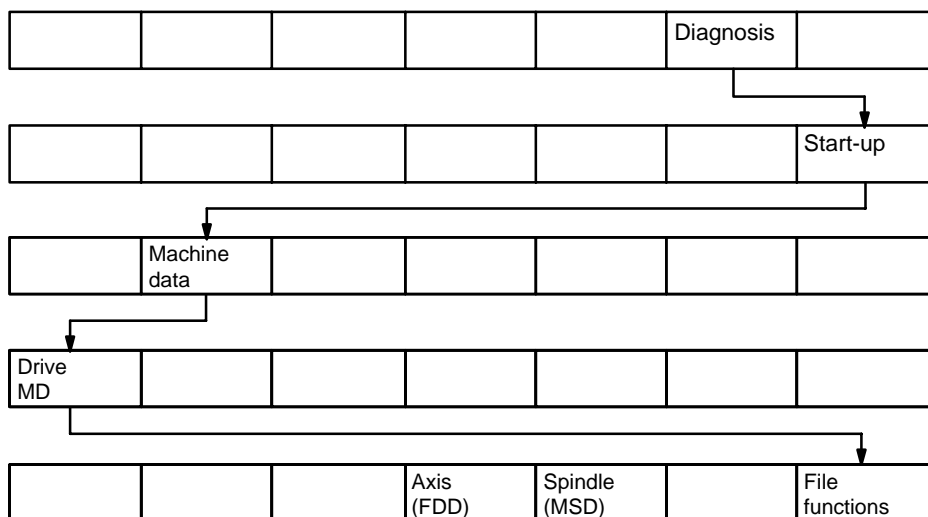 Diagnosis
Start-up
Machine
data
Drive
MD
Axis
(FDD)
Spindle
(MSD)
File
functions